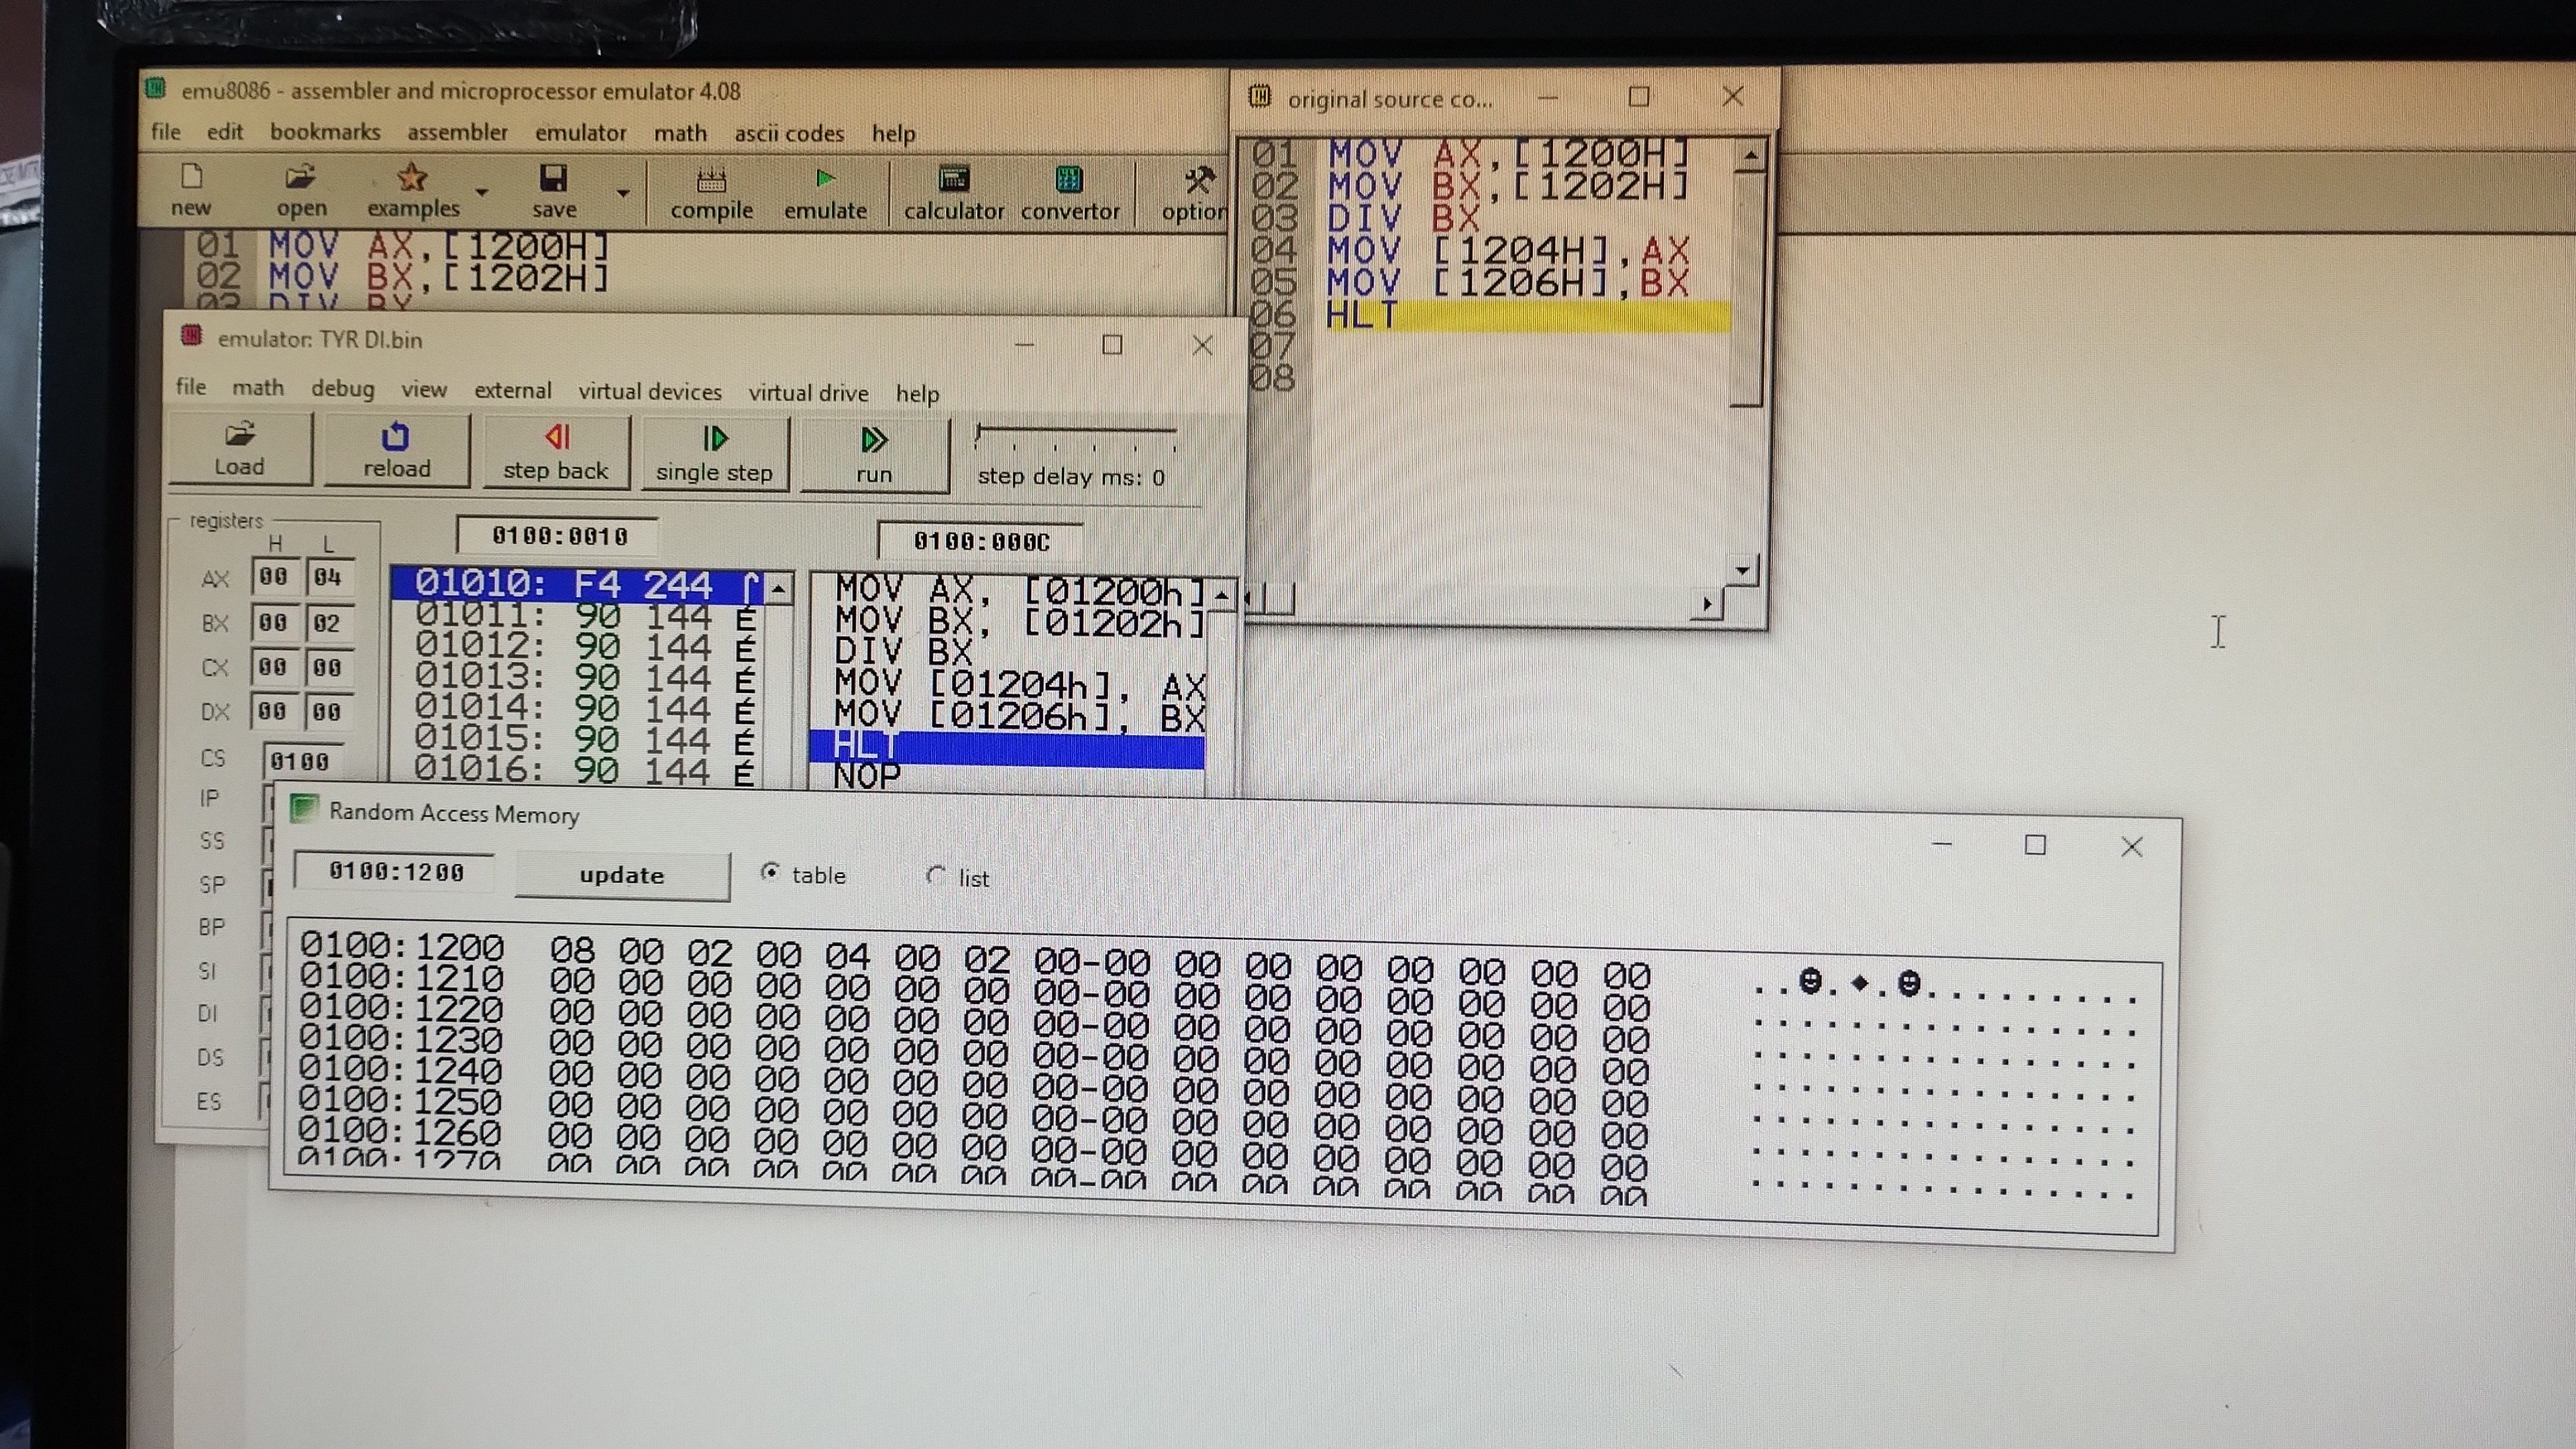 emu8086 - assembler and microprocessor emulator 4.08
file edit bookmarks assembler emulator math ascii codes help
new open examples save compile emulate calculator convertor option
01 MOV AX,[1200H]
02 MOV BX,[1202H]
03 DIV BX
original source co...
01 MOV AX,[1200H]
02 MOV BX,[1202H]
03 DIV BX
04 MOV [1204H],AX
05 MOV [1206H],BX
06 HLT
07
08
emulator: TYR DI.bin
file math debug view external virtual devices virtual drive help
Load reload step back single step run step delay ms: 0
registers
H L
AX 00 04
BX 00 02
CX 00 00
DX 00 00
CS 0100
IP
SS
SP
BP
SI
DI
DS
ES
0100:0010
01010: F4 244 ⌠
01011: 90 144 É
01012: 90 144 É
01013: 90 144 É
01014: 90 144 É
01015: 90 144 É
01016: 90 144 É
0100:000C
MOV AX, [01200h]
MOV BX, [01202h]
DIV BX
MOV [01204h], AX
MOV [01206h], BX
HLT
NOP
Random Access Memory
0100:1200 update table list
0100:1200 08 00 02 00 04 00 02 00-00 00 00 00 00 00 00 00 ..☻.♦.☻.........
0100:1210 00 00 00 00 00 00 00 00-00 00 00 00 00 00 00 00 ................
0100:1220 00 00 00 00 00 00 00 00-00 00 00 00 00 00 00 00 ................
0100:1230 00 00 00 00 00 00 00 00-00 00 00 00 00 00 00 00 ................
0100:1240 00 00 00 00 00 00 00 00-00 00 00 00 00 00 00 00 ................
0100:1250 00 00 00 00 00 00 00 00-00 00 00 00 00 00 00 00 ................
0100:1260 00 00 00 00 00 00 00 00-00 00 00 00 00 00 00 00 ................
0100:1270 00 00 00 00 00 00 00 00-00 00 00 00 00 00 00 00